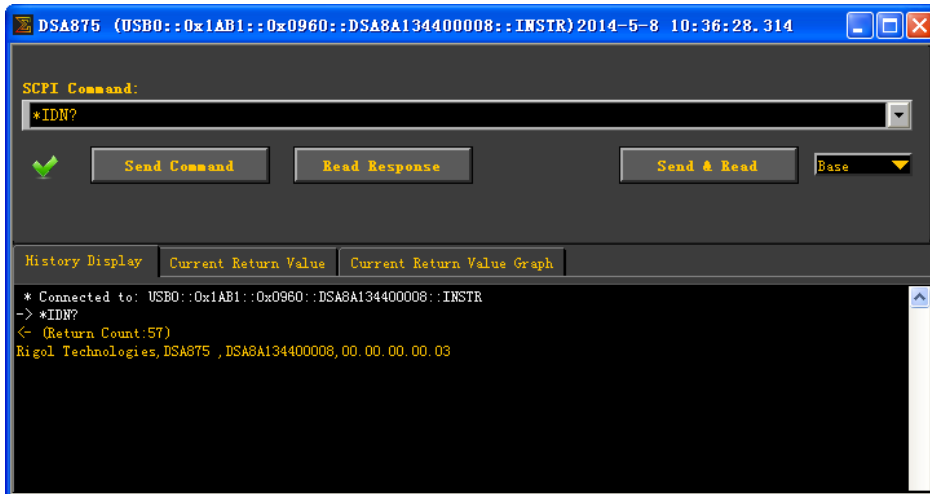 DSA875 (USB0::0x1AB1::0x0960::DSA8A134400008::INSTR)2014-5-8 10:36:28.314
SCPI Command:
*IDN?
Send Command
Read Response
Send & Read
Base
History Display
Current Return Value
Current Return Value Graph
* Connected to: USB0::0x1AB1::0x0960::DSA8A134400008::INSTR
-> *IDN?
<- (Return Count:57)
Rigol Technologies,DSA875 ,DSA8A134400008,00.00.00.00.03